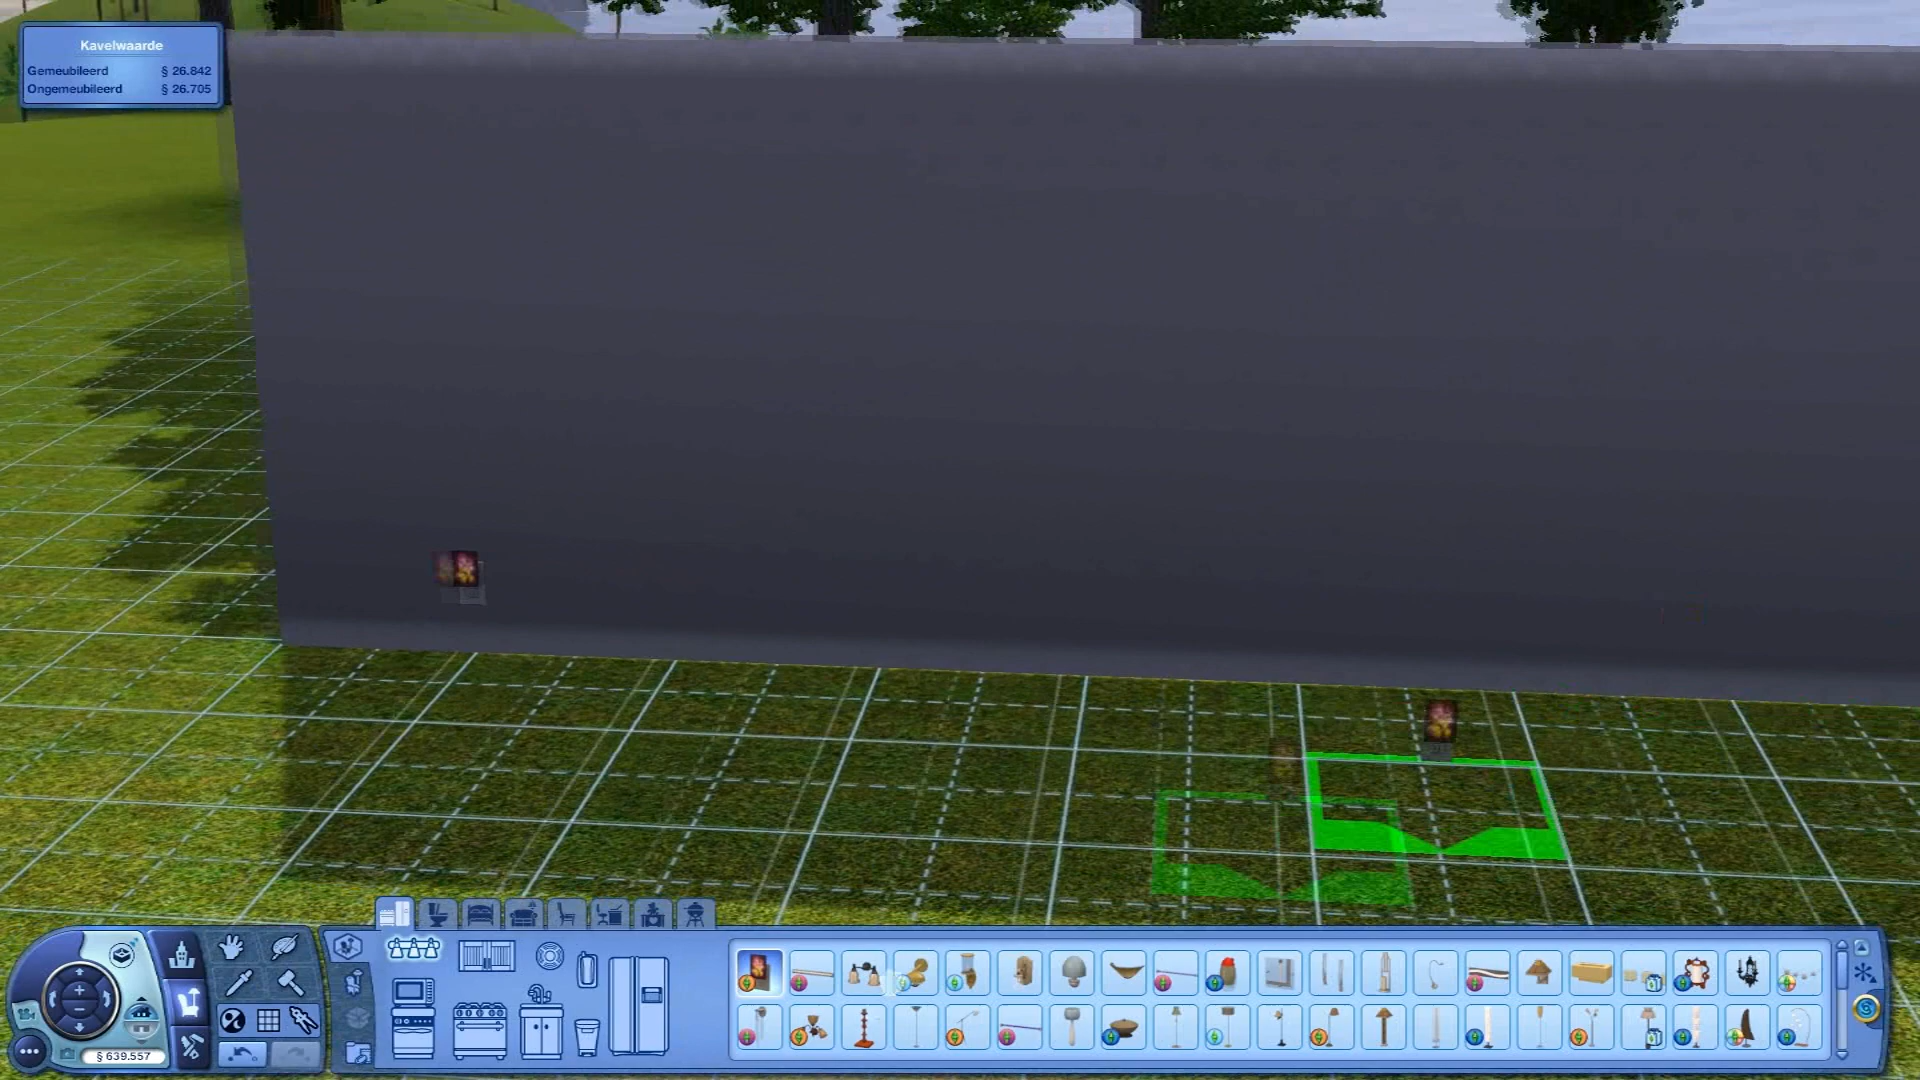 Kavelwaarde
Gemeubileerd § 26.842
Ongemeubileerd § 26.705
§ 639.557